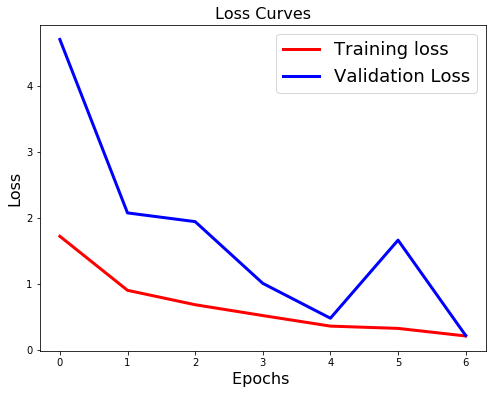 Loss Curves
Training loss
Validation Loss
Loss
4
3
2
1
0
0 1 2 3 4 5 6
Epochs